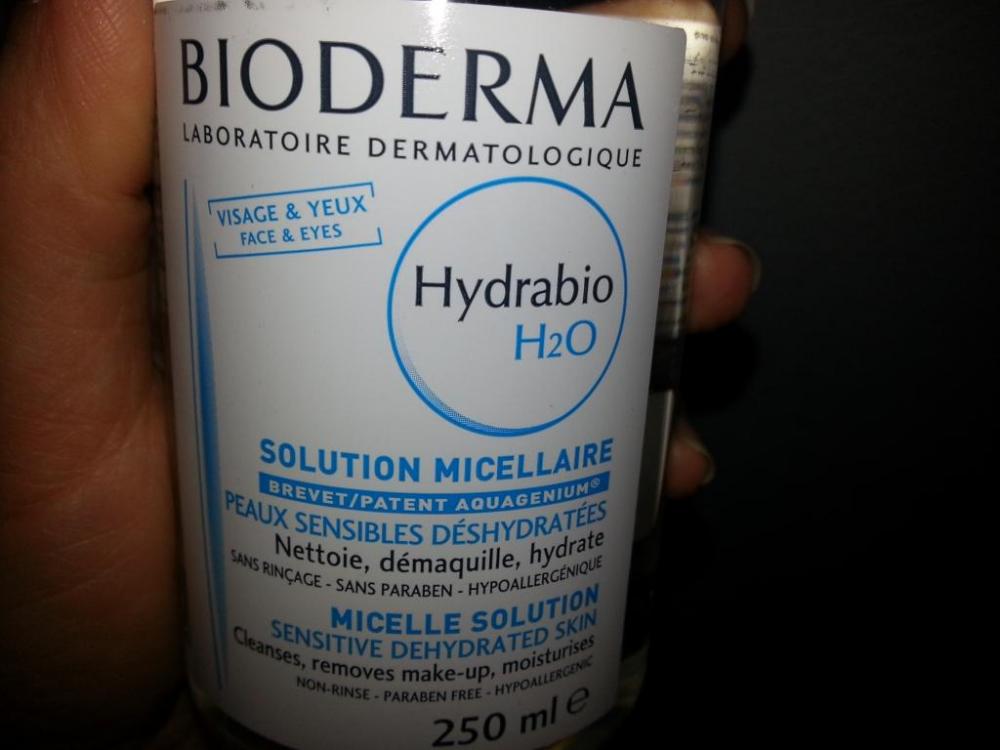 BIODERMA
LABORATOIRE DERMATOLOGIQUE
VISAGE & YEUX
FACE & EYES
Hydrabio
H2O
SOLUTION MICELLAIRE
BREVET/PATENT AQUAGENIUM®
PEAUX SENSIBLES DÉSHYDRATÉES
Nettoie, démaquille, hydrate
SANS RINÇAGE - SANS PARABEN - HYPOALLERGÉNIQUE
MICELLE SOLUTION
SENSITIVE DEHYDRATED SKIN
Cleanses, removes make-up, moisturises
NON-RINSE - PARABEN FREE - HYPOALLERGENIC
250 ml e